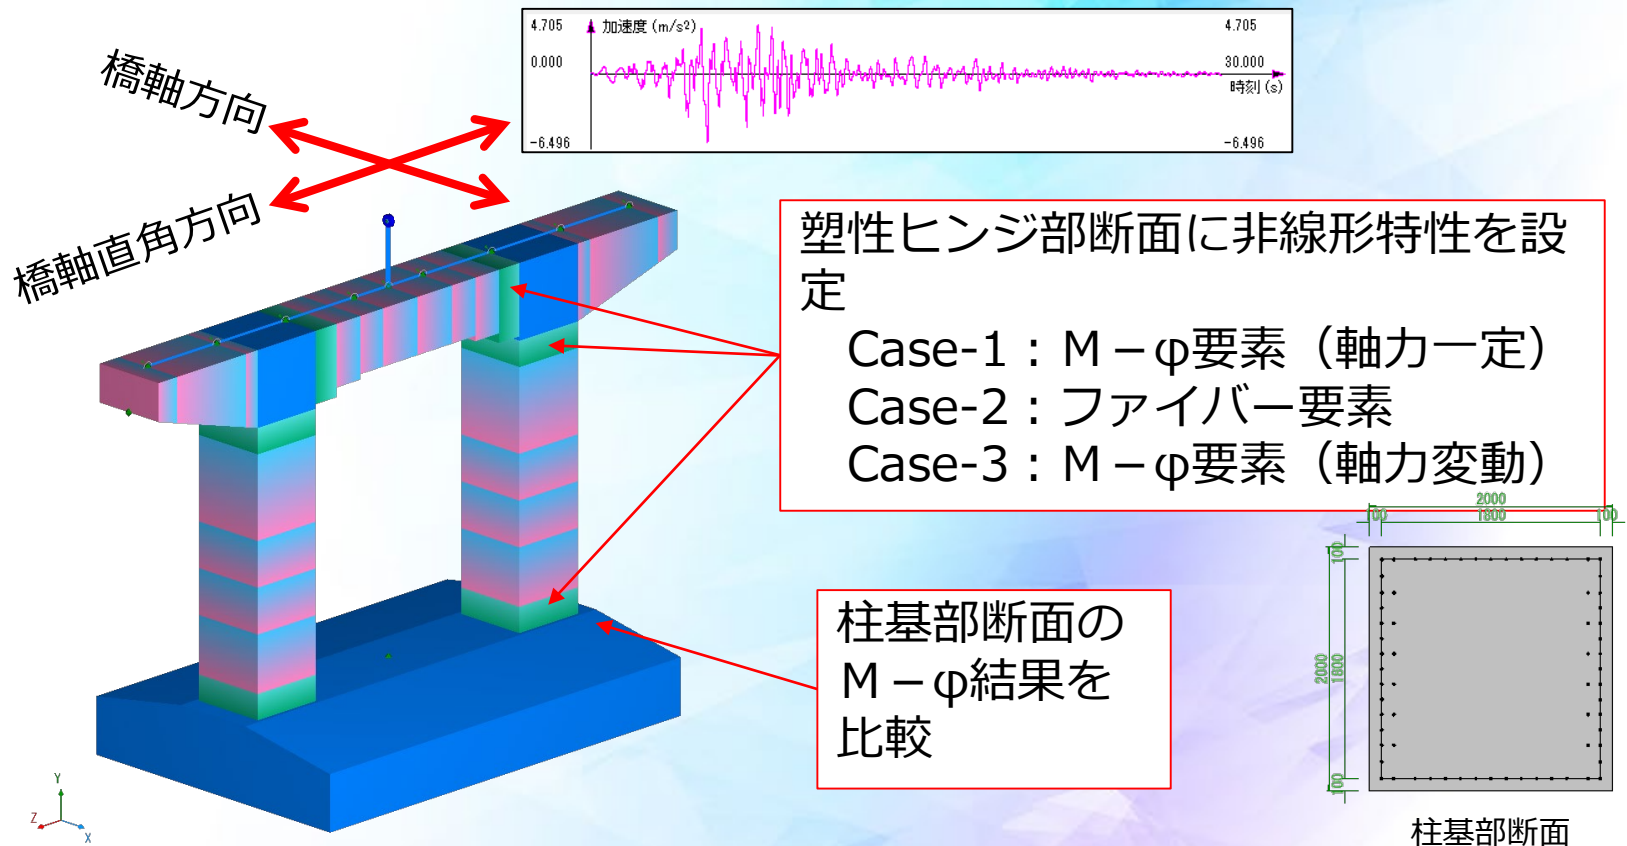 4.705
加速度 (m/s²)
4.705
0.000
30.000
時刻 (s)
-6.496
-6.496
橋軸方向
橋軸直角方向
塑性ヒンジ部断面に非線形特性を設
定
Case-1：Ｍ－φ要素（軸力一定）
Case-2：ファイバー要素
Case-3：Ｍ－φ要素（軸力変動）
柱基部断面の
Ｍ－φ結果を
比較
2000
100
1800
100
100
2000
1800
100
柱基部断面
Y
Z
X